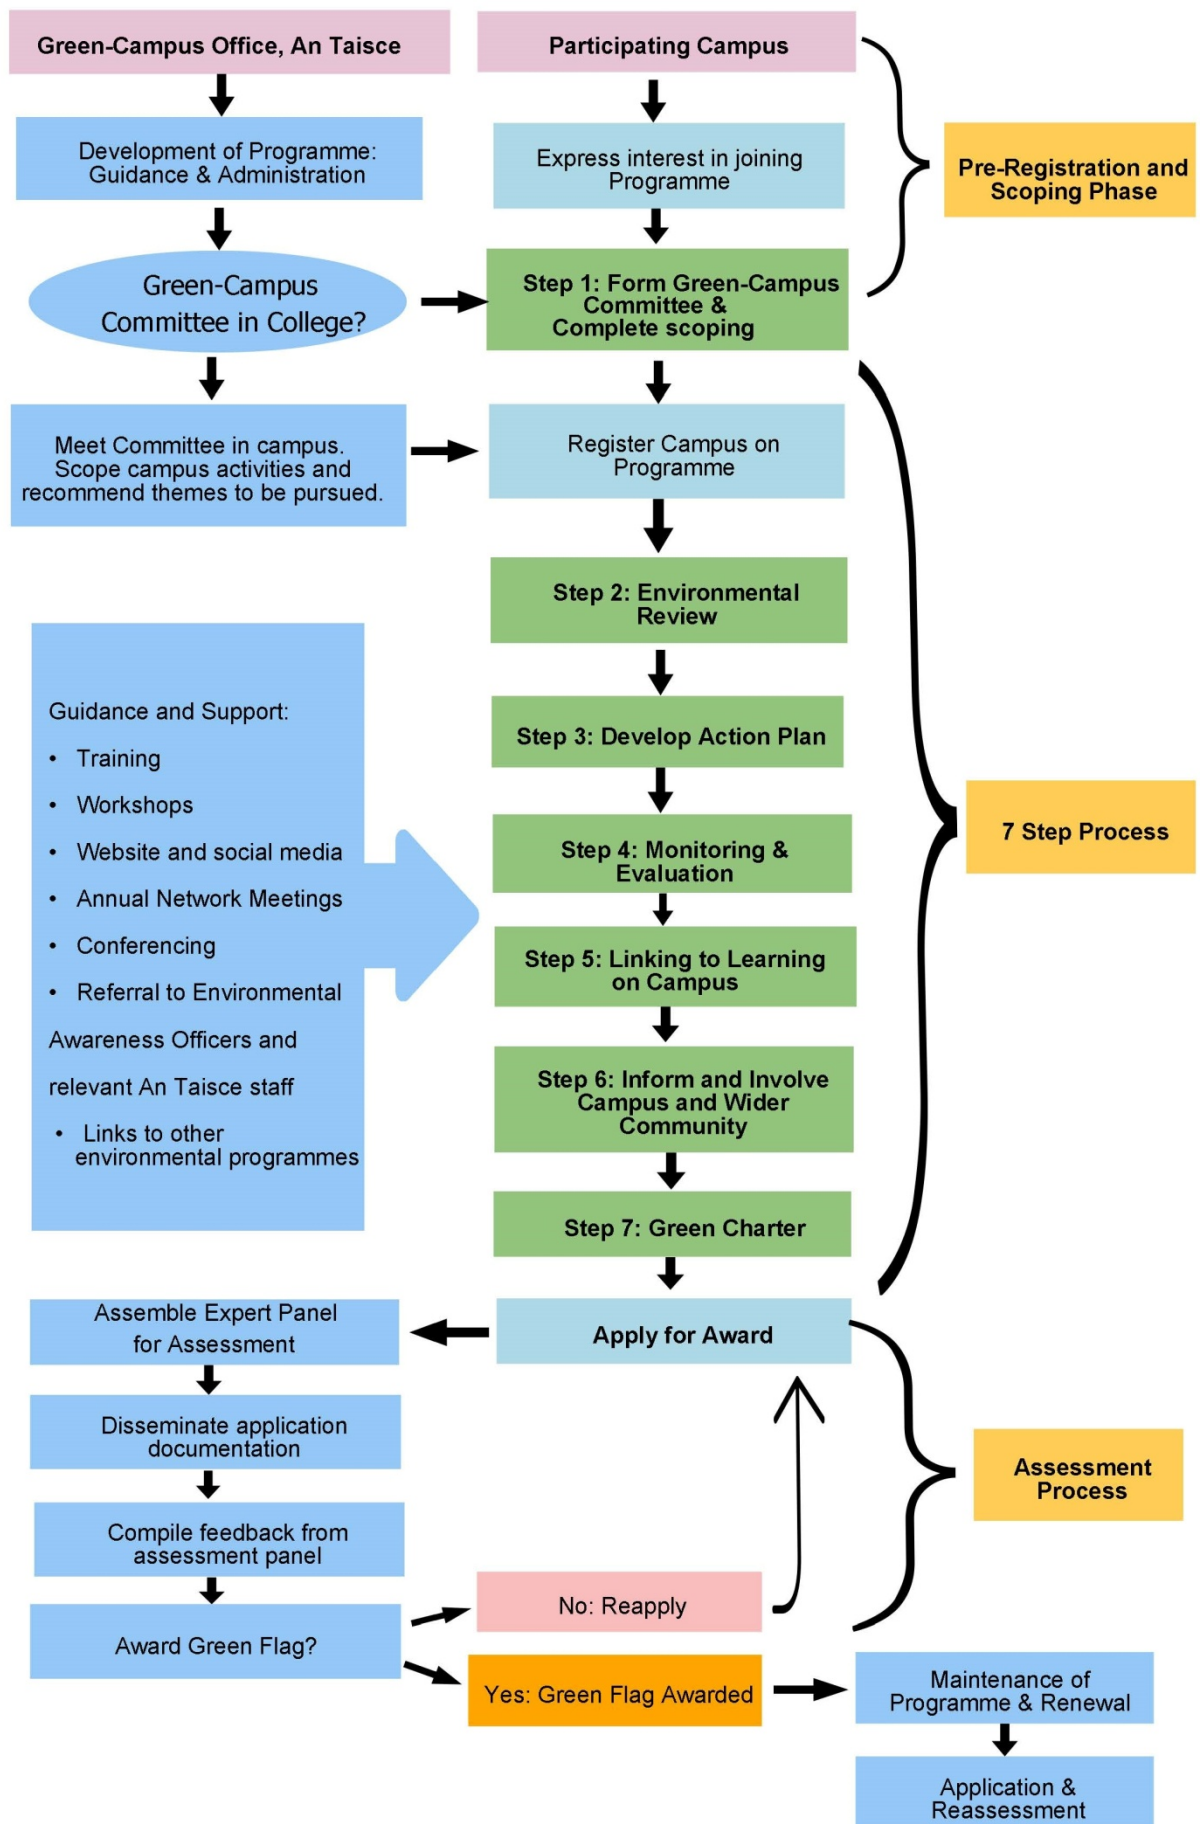 Green-Campus Office, An Taisce
Participating Campus
Development of Programme:
Guidance & Administration
Express interest in joining
Programme
Pre-Registration and
Scoping Phase
Green-Campus
Committee in College?
Step 1: Form Green-Campus
Committee &
Complete scoping
Meet Committee in campus.
Scope campus activities and
recommend themes to be pursued.
Register Campus on
Programme
Step 2: Environmental
Review
Guidance and Support:
• Training
• Workshops
• Website and social media
• Annual Network Meetings
• Conferencing
• Referral to Environmental
Awareness Officers and
relevant An Taisce staff
• Links to other
environmental programmes
Step 3: Develop Action Plan
Step 4: Monitoring &
Evaluation
Step 5: Linking to Learning
on Campus
Step 6: Inform and Involve
Campus and Wider
Community
Step 7: Green Charter
7 Step Process
Apply for Award
Assemble Expert Panel
for Assessment
Disseminate application
documentation
Compile feedback from
assessment panel
Award Green Flag?
No: Reapply
Yes: Green Flag Awarded
Assessment
Process
Maintenance of
Programme & Renewal
Application &
Reassessment